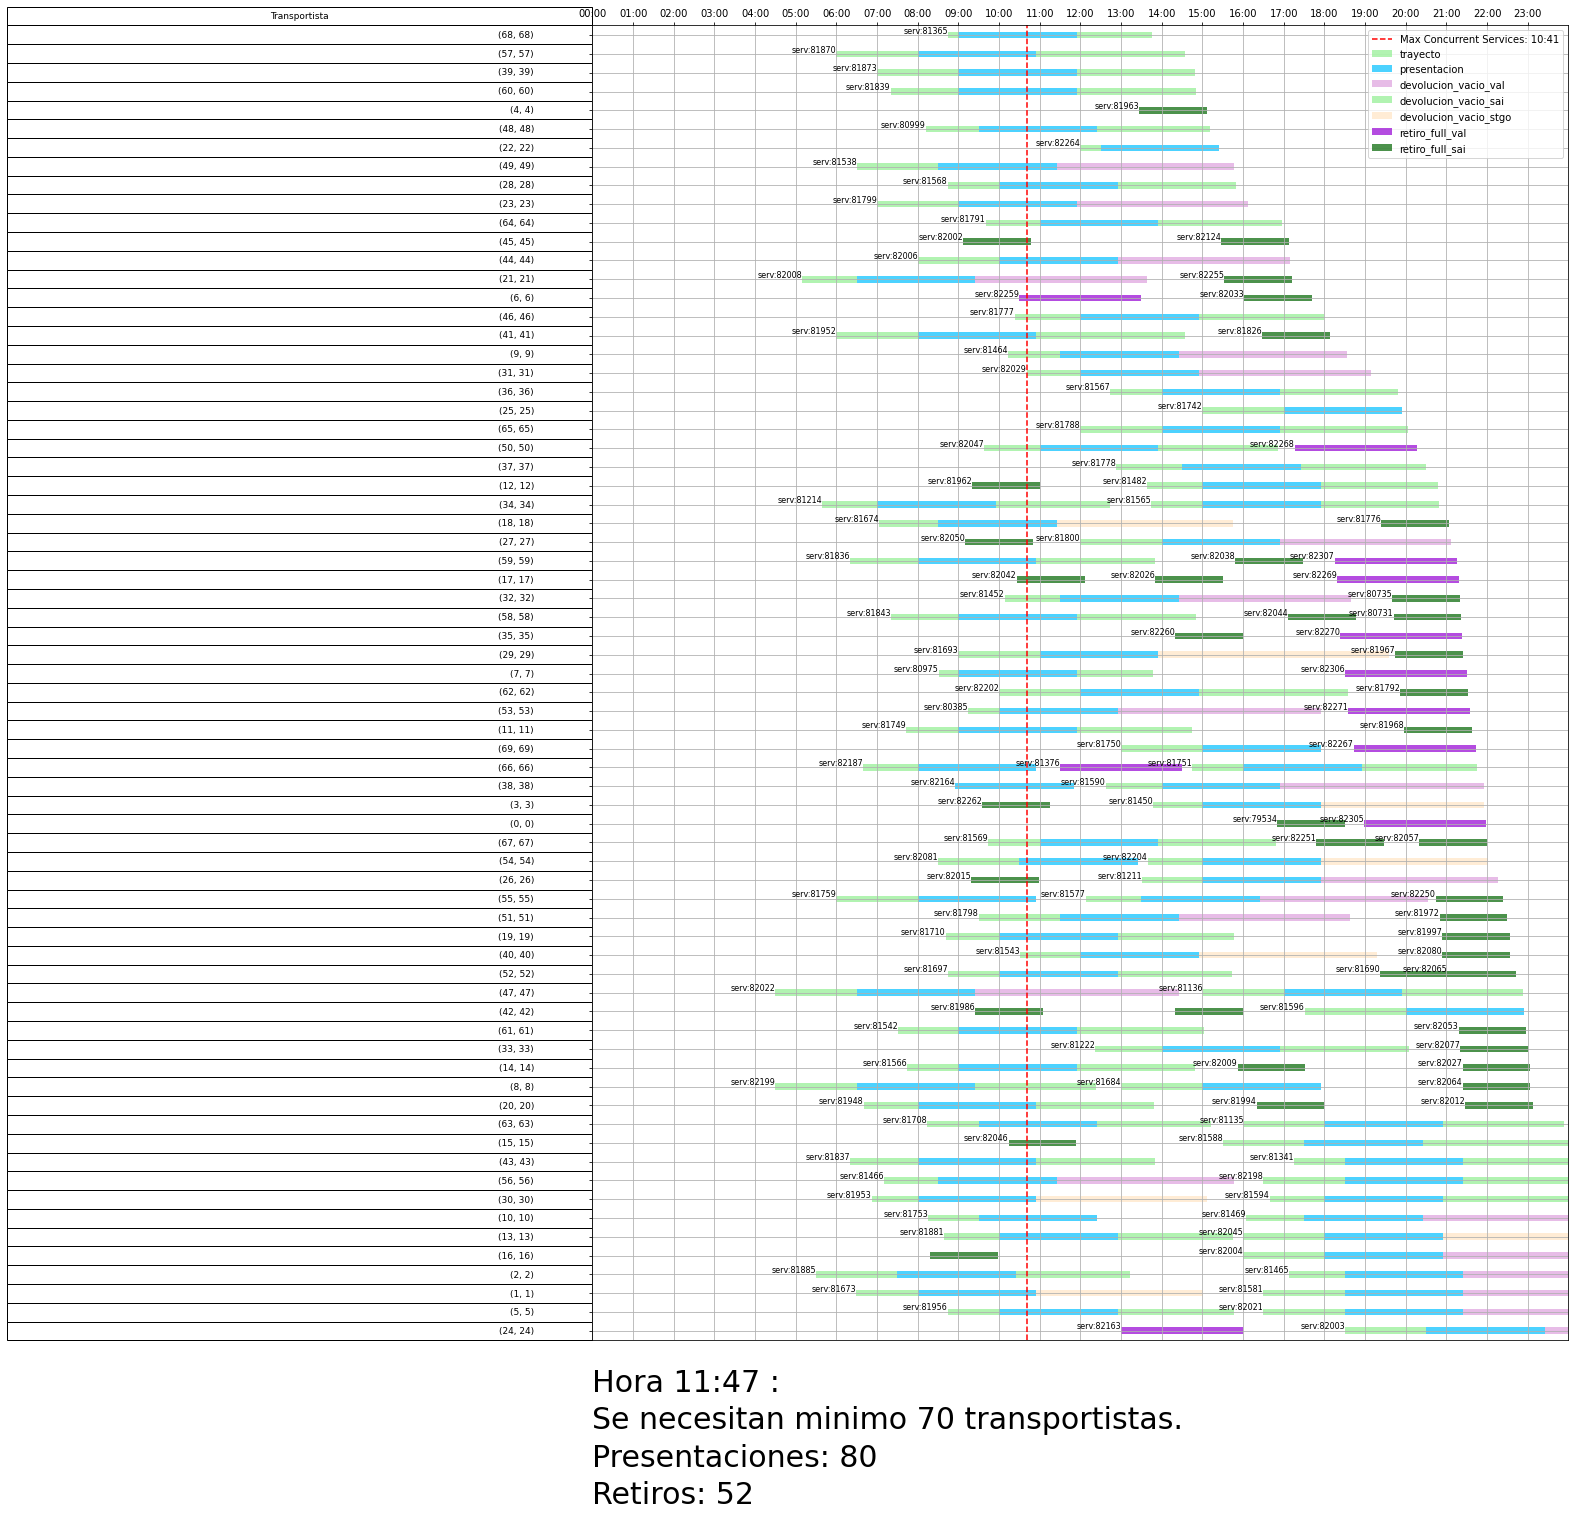 Transportista
00:00 01:00 02:00 03:00 04:00 05:00 06:00 07:00 08:00 09:00 10:00 11:00 12:00 13:00 14:00 15:00 16:00 17:00 18:00 19:00 20:00 21:00 22:00 23:00
Max Concurrent Services: 10:41
trayecto
presentacion
devolucion_vacio_val
devolucion_vacio_sai
devolucion_vacio_stgo
retiro_full_val
retiro_full_sai
(68, 68) serv:81365
(57, 57) serv:81870
(39, 39) serv:81873
(60, 60) serv:81839
(4, 4) serv:81963
(48, 48) serv:80999
(22, 22) serv:82264
(49, 49) serv:81538
(28, 28) serv:81568
(23, 23) serv:81799
(64, 64) serv:81791
(45, 45) serv:82002 serv:82124
(44, 44) serv:82006
(21, 21) serv:82008 serv:82255
(6, 6) serv:82259 serv:82033
(46, 46) serv:81777
(41, 41) serv:81952 serv:81826
(9, 9) serv:81464
(31, 31) serv:82029
(36, 36) serv:81567
(25, 25) serv:81742
(65, 65) serv:81788
(50, 50) serv:82047 serv:82268
(37, 37) serv:81778
(12, 12) serv:81962 serv:81482
(34, 34) serv:81214 serv:81565
(18, 18) serv:81674 serv:81776
(27, 27) serv:82050 serv:81800
(59, 59) serv:81836 serv:82038 serv:82307
(17, 17) serv:82042 serv:82026 serv:82269
(32, 32) serv:81452 serv:80735
(58, 58) serv:81843 serv:82044 serv:80731
(35, 35) serv:82260 serv:82270
(29, 29) serv:81693 serv:81967
(7, 7) serv:80975 serv:82306
(62, 62) serv:82202 serv:81792
(53, 53) serv:80385 serv:82271
(11, 11) serv:81749 serv:81968
(69, 69) serv:81750 serv:82267
(66, 66) serv:82187 serv:81376 serv:81751
(38, 38) serv:82164 serv:81590
(3, 3) serv:82262 serv:81450
(0, 0) serv:79534 serv:82305
(67, 67) serv:81569 serv:82251 serv:82057
(54, 54) serv:82081 serv:82204
(26, 26) serv:82015 serv:81211
(55, 55) serv:81759 serv:81577 serv:82250
(51, 51) serv:81798 serv:81972
(19, 19) serv:81710 serv:81997
(40, 40) serv:81543 serv:82080
(52, 52) serv:81697 serv:81690 serv:82065
(47, 47) serv:82022 serv:81136
(42, 42) serv:81986 serv:81596
(61, 61) serv:81542 serv:82053
(33, 33) serv:81222 serv:82077
(14, 14) serv:81566 serv:82009 serv:82027
(8, 8) serv:82199 serv:81684 serv:82064
(20, 20) serv:81948 serv:81994 serv:82012
(63, 63) serv:81708 serv:81135
(15, 15) serv:82046 serv:81588
(43, 43) serv:81837 serv:81341
(56, 56) serv:81466 serv:82198
(30, 30) serv:81953 serv:81594
(10, 10) serv:81753 serv:81469
(13, 13) serv:81881 serv:82045
(16, 16) serv:82004
(2, 2) serv:81885 serv:81465
(1, 1) serv:81673 serv:81581
(5, 5) serv:81956 serv:82021
(24, 24) serv:82163 serv:82003
Hora 11:47 :
Se necesitan minimo 70 transportistas.
Presentaciones: 80
Retiros: 52